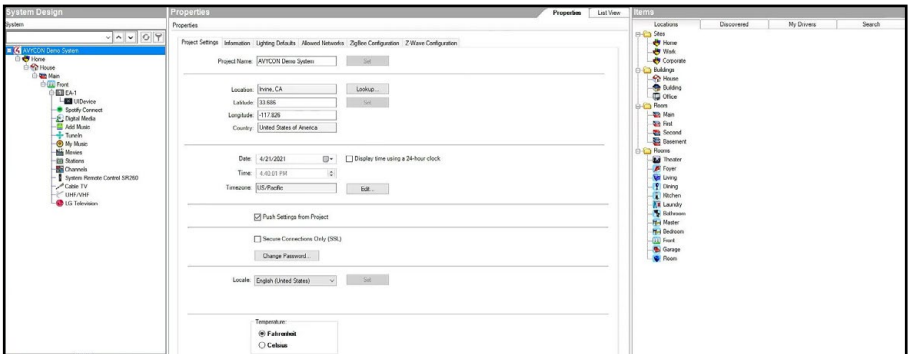 System Design
System
AVYCON Demo System
Home
House
Main
Front
EA-1
UIDevice
Spotify Connect
Digital Media
Add Music
TuneIn
My Music
Movies
Stations
Channels
System Remote Control SR260
Cable TV
UHF/VHF
LG Television
Properties
Properties List View
Properties
Project Settings Information Lighting Defaults Allowed Networks ZigBee Configuration Z-Wave Configuration
Project Name: AVYCON Demo System Set
Location: Irvine, CA Lookup...
Latitude: 33.686 Set
Longitude: -117.826
Country: United States of America
Date: 4/21/2021 Display time using a 24-hour clock
Time: 4:40:01 PM
Timezone: US/Pacific Edit...
Push Settings from Project
Secure Connections Only (SSL)
Change Password...
Locale: English (United States) Set
Temperature:
Fahrenheit
Celsius
Items
Locations Discovered My Drivers Search
Sites
Home
Work
Corporate
Buildings
House
Building
Office
Room
Main
First
Second
Basement
Rooms
Theater
Foyer
Living
Dining
Kitchen
Laundry
Bathroom
Master
Bedroom
Front
Garage
Room